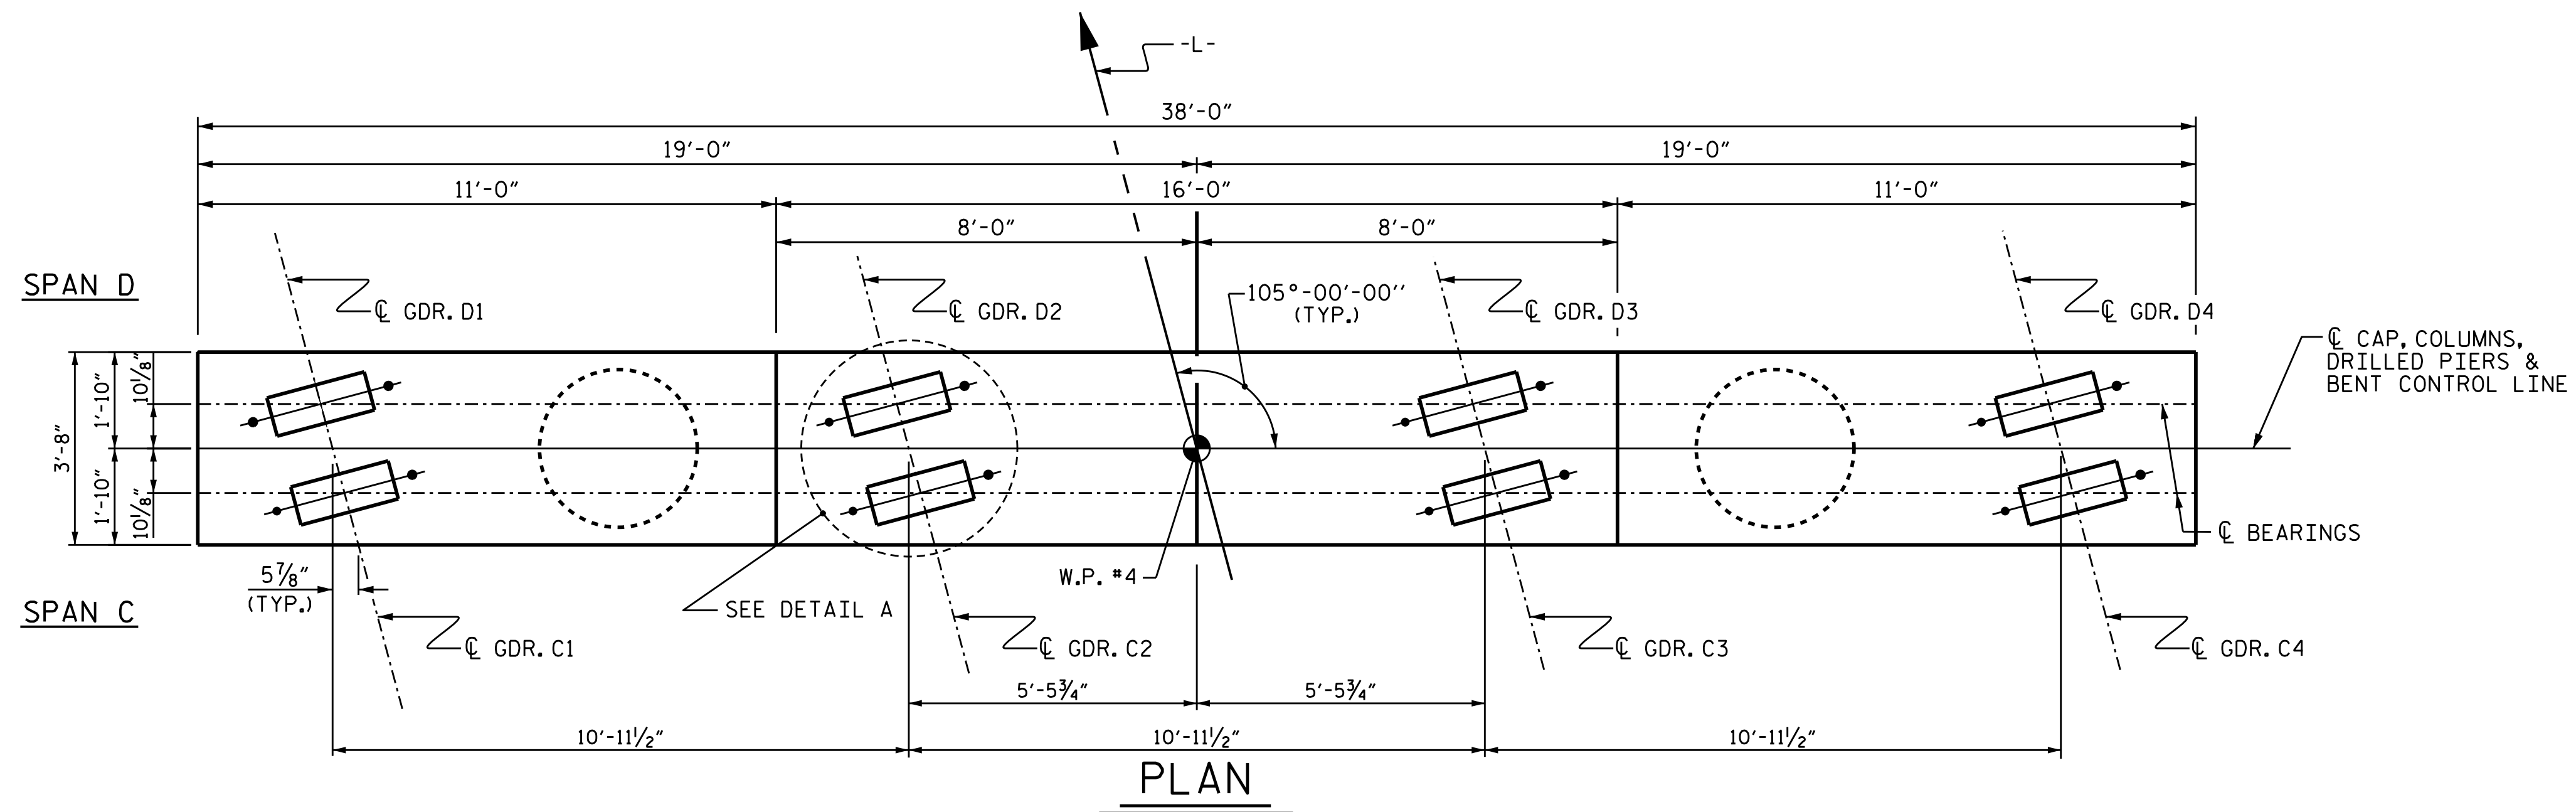 -L-
38'-0"
19'-0" 19'-0"
11'-0" 16'-0" 11'-0"
8'-0" 8'-0"
SPAN D
℄ GDR. D1
℄ GDR. D2
105°-00'-00''
(TYP.)
℄ GDR. D3
℄ GDR. D4
℄ CAP, COLUMNS,
DRILLED PIERS &
BENT CONTROL LINE
3'-8"
1'-10"
10⅛"
1'-10"
10⅛"
℄ BEARINGS
5⅞"
(TYP.)
W.P. #4
SPAN C
SEE DETAIL A
℄ GDR. C1
℄ GDR. C2
℄ GDR. C3
℄ GDR. C4
5'-5¾" 5'-5¾"
10'-11½" 10'-11½" 10'-11½"
PLAN